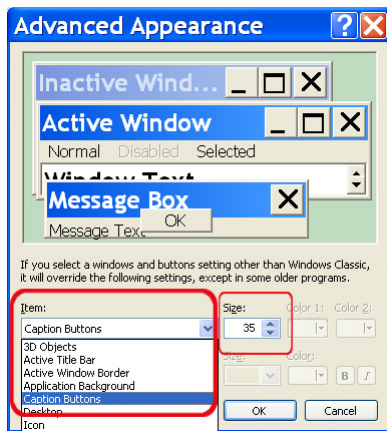 Advanced Appearance
Inactive Wind...
Active Window
Normal Disabled Selected
Window Text
Message Box
OK
Message Text
If you select a windows and buttons setting other than Windows Classic,
it will override the following settings, except in some older programs.
Item: Size: Color 1: Color 2:
Caption Buttons 35
3D Objects
Active Title Bar Size: Color:
Active Window Border
Application Background B I
Caption Buttons
Desktop OK Cancel
Icon